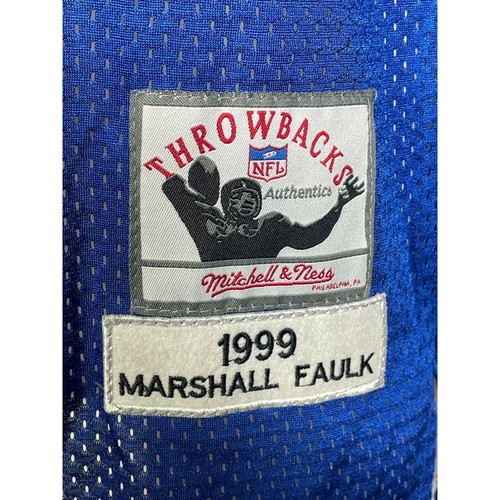 THROWBACKS
NFL
Authentics
Mitchell & Ness
PHILADELPHIA, PA
1999
MARSHALL FAULK